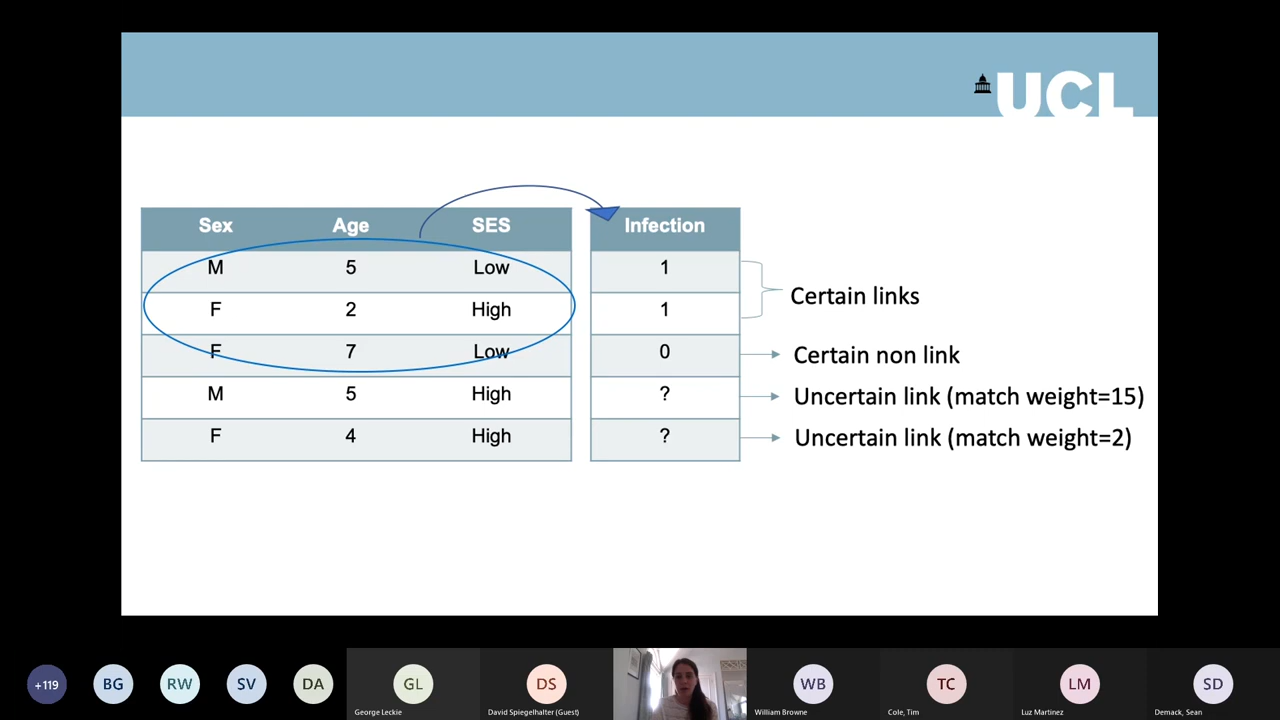 UCL
Sex Age SES Infection
M 5 Low 1
F 2 High 1
Certain links
F 7 Low 0 Certain non link
M 5 High ? Uncertain link (match weight=15)
F 4 High ? Uncertain link (match weight=2)
+119 BG RW SV DA GL DS WB TC LM SD
George Leckie David Spiegelhalter (Guest) William Browne Cole, Tim Luz Martinez Demack, Sean